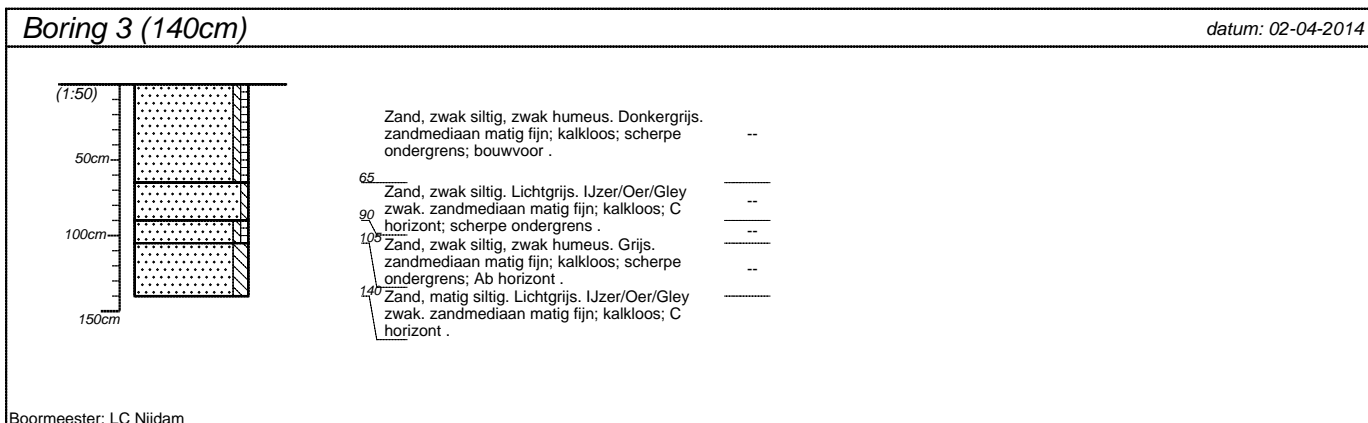 Boring 3 (140cm)
datum: 02-04-2014
(1:50)
50cm
100cm
150cm
Zand, zwak siltig, zwak humeus. Donkergrijs.
zandmediaan matig fijn; kalkloos; scherpe
ondergrens; bouwvoor .
--
65
Zand, zwak siltig. Lichtgrijs. IJzer/Oer/Gley
zwak. zandmediaan matig fijn; kalkloos; C
horizont; scherpe ondergrens .
--
90
--
105
Zand, zwak siltig, zwak humeus. Grijs.
zandmediaan matig fijn; kalkloos; scherpe
ondergrens; Ab horizont .
--
140
Zand, matig siltig. Lichtgrijs. IJzer/Oer/Gley
zwak. zandmediaan matig fijn; kalkloos; C
horizont .
Boormeester: LC Nijdam